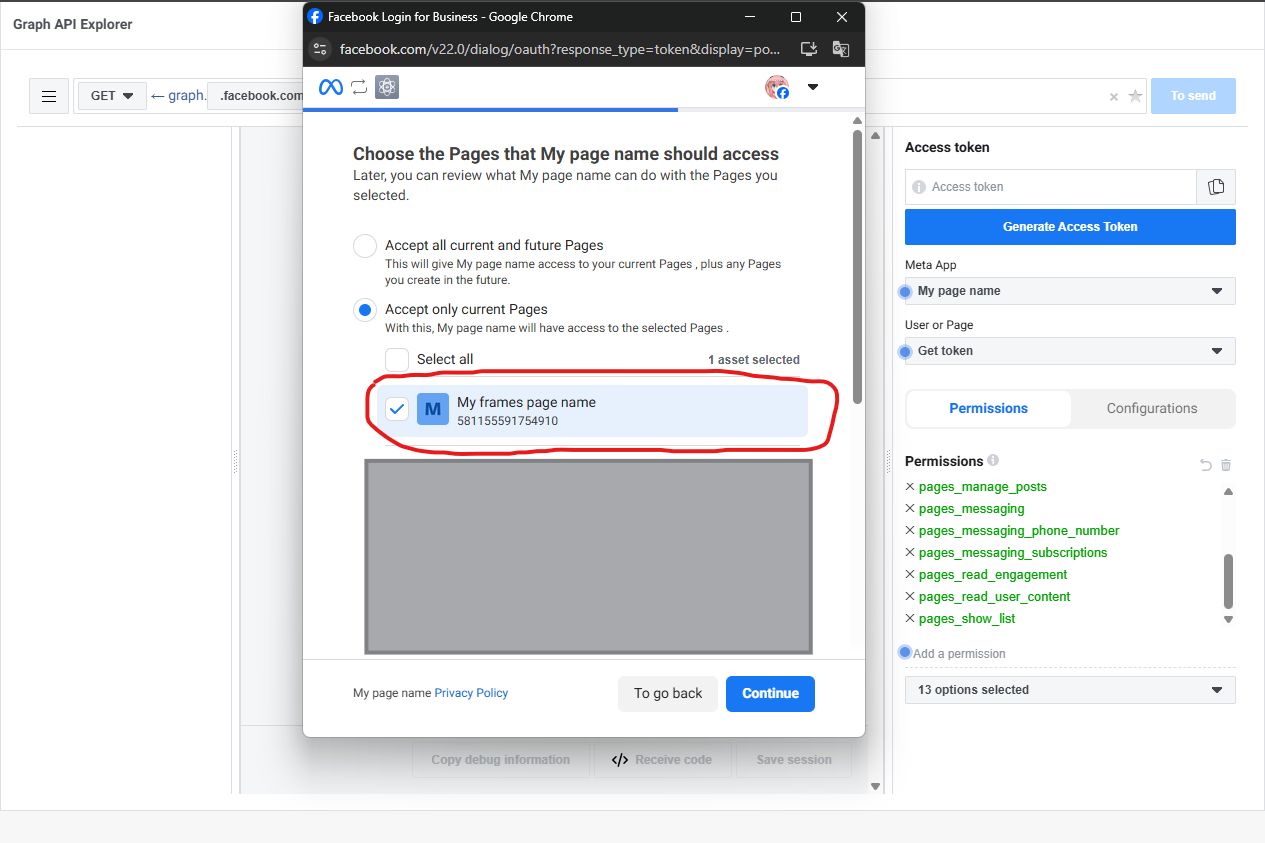 Graph API Explorer
Facebook Login for Business - Google Chrome
facebook.com/v22.0/dialog/oauth?response_type=token&display=po...
GET
← graph.
.facebook.com
To send
Choose the Pages that My page name should access
Later, you can review what My page name can do with the Pages you
selected.
Accept all current and future Pages
This will give My page name access to your current Pages , plus any Pages
you create in the future.
Accept only current Pages
With this, My page name will have access to the selected Pages .
Select all
1 asset selected
M
My frames page name
581155591754910
My page name Privacy Policy
To go back
Continue
Copy debug information
</> Receive code
Save session
Access token
Access token
Generate Access Token
Meta App
My page name
User or Page
Get token
Permissions
Configurations
Permissions
pages_manage_posts
pages_messaging
pages_messaging_phone_number
pages_messaging_subscriptions
pages_read_engagement
pages_read_user_content
pages_show_list
Add a permission
13 options selected